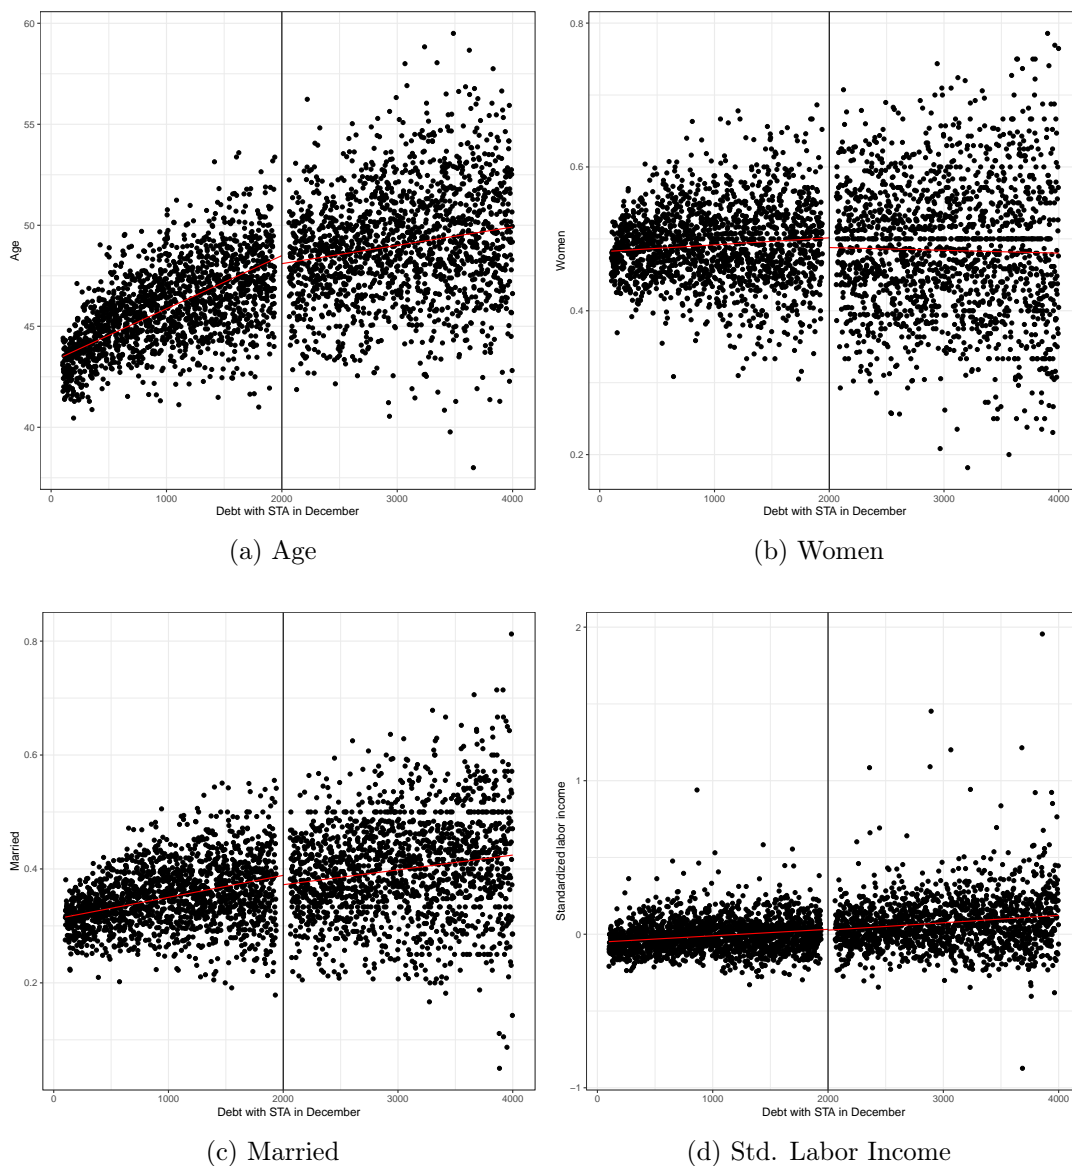 60
55
50
45
40
Age
0 1000 2000 3000 4000
Debt with STA in December
(a) Age
0.8
0.6
0.4
0.2
Women
0 1000 2000 3000 4000
Debt with STA in December
(b) Women
0.8
0.6
0.4
0.2
Married
0 1000 2000 3000 4000
Debt with STA in December
(c) Married
2
1
0
−1
Standardized labor income
0 1000 2000 3000 4000
Debt with STA in December
(d) Std. Labor Income